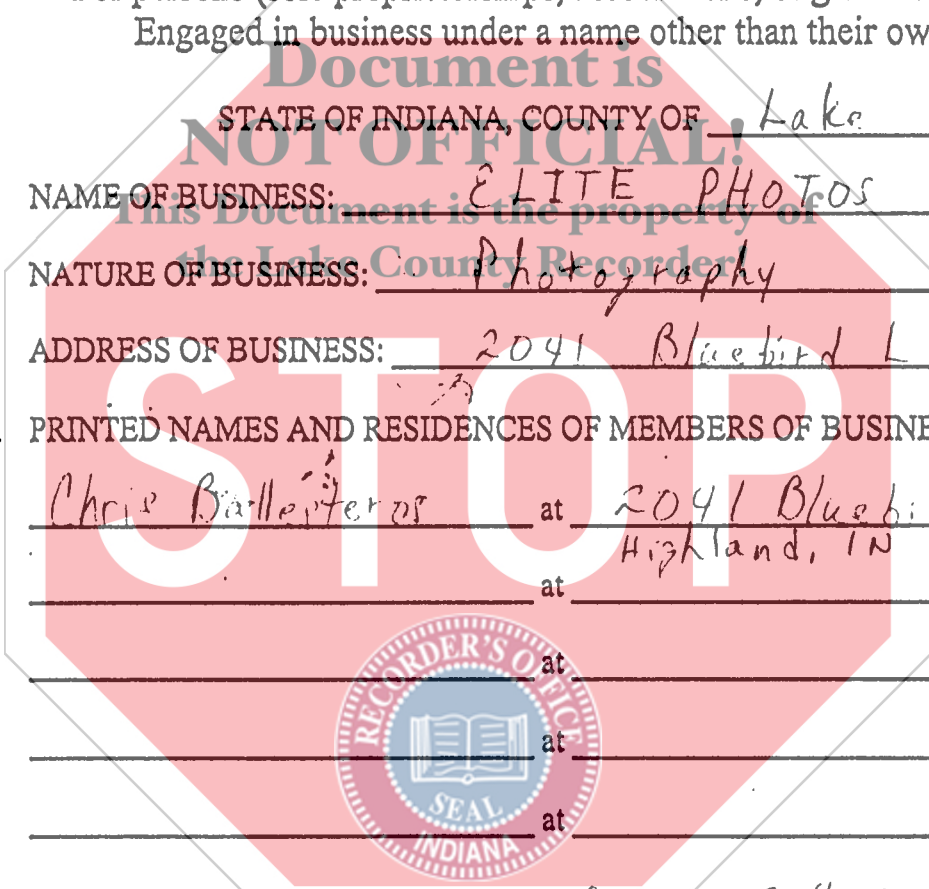 Engaged in business under a name other than their ow
Document is
STATE OF INDIANA, COUNTY OF Lake
NOT OFFICIAL!
NAME OF BUSINESS: ELITE PHOTOS
This Document is the property of
the Lake County Recorder!
NATURE OF BUSINESS: Photography
ADDRESS OF BUSINESS: 2041 Bluebird L
STOP
PRINTED NAMES AND RESIDENCES OF MEMBERS OF BUSINE
Chris Ballesteros at 2041 Bluebi
Highland, IN
at
at
at
at
RECORDER'S OFFICE
SEAL
INDIANA